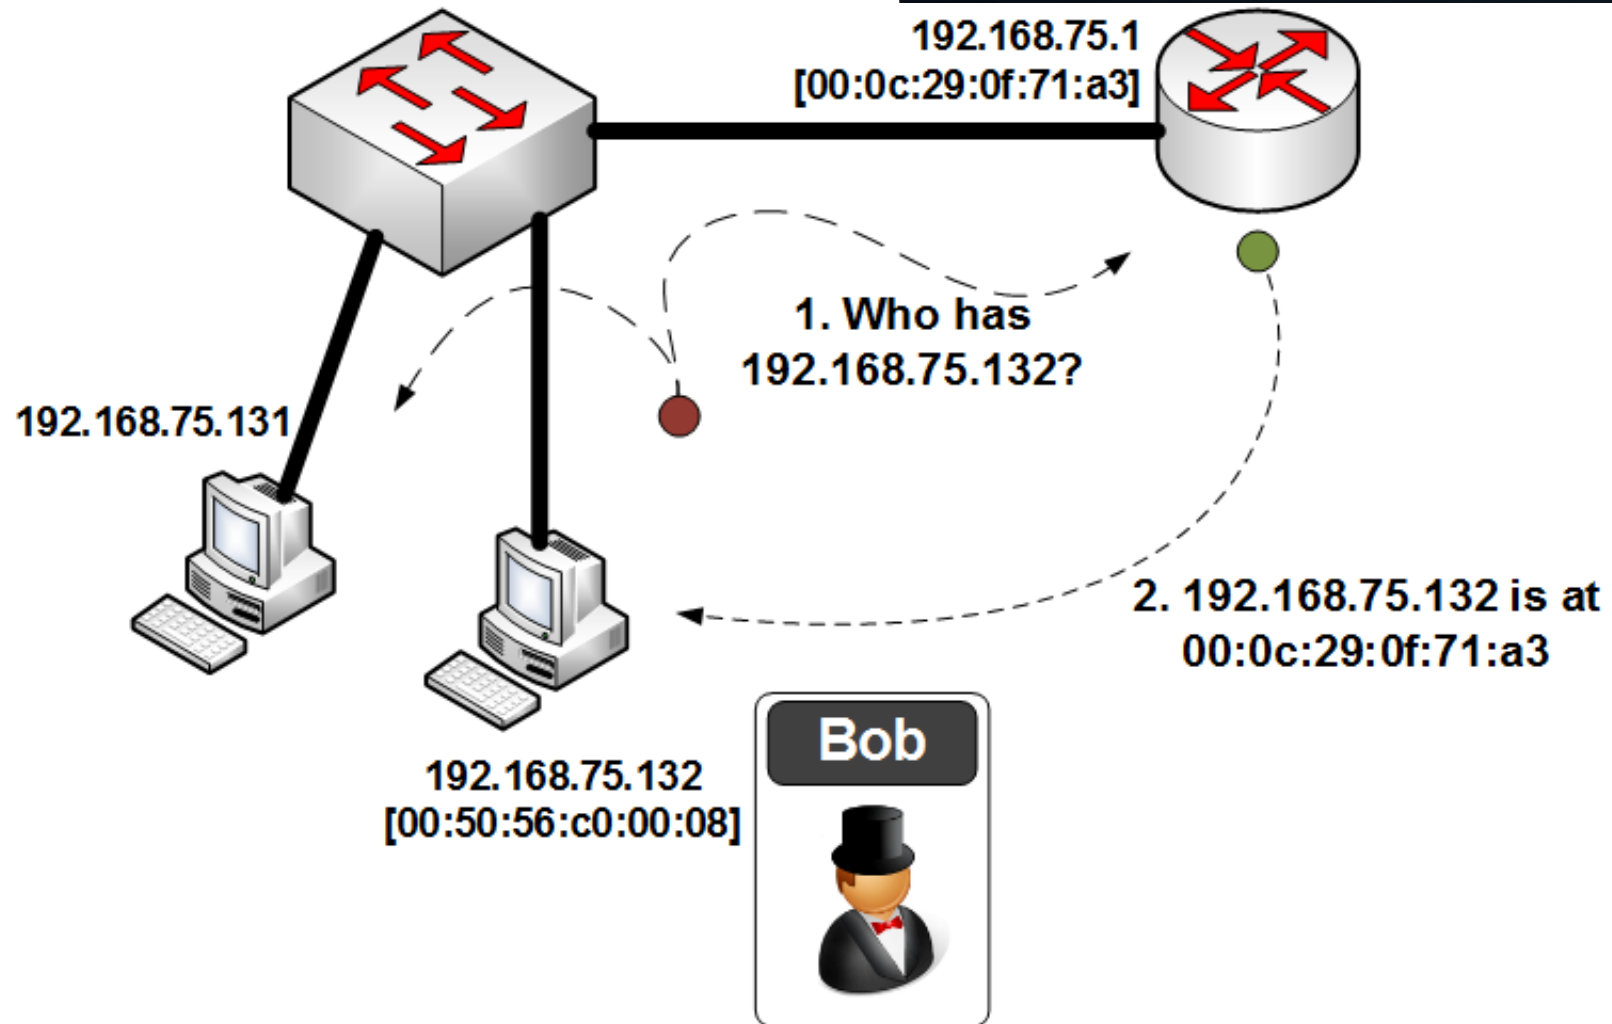 192.168.75.1
[00:0c:29:0f:71:a3]
1. Who has
192.168.75.132?
192.168.75.131
2. 192.168.75.132 is at
00:0c:29:0f:71:a3
192.168.75.132
[00:50:56:c0:00:08]
Bob